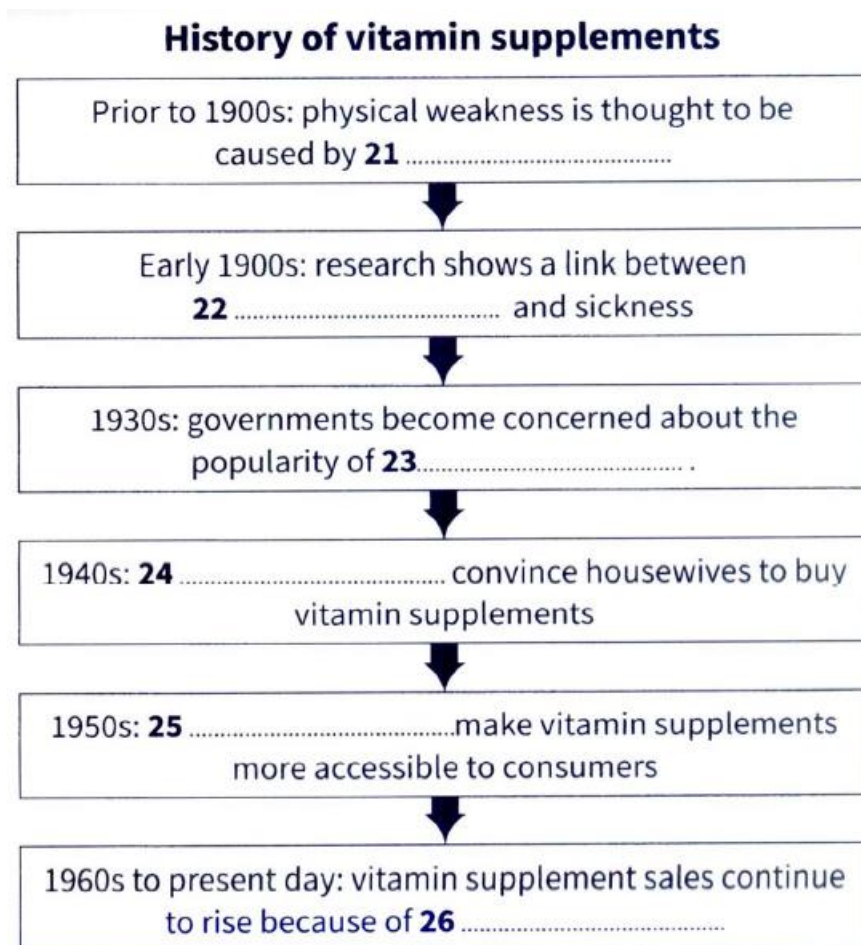 History of vitamin supplements
Prior to 1900s: physical weakness is thought to be
caused by 21 ..........................................
Early 1900s: research shows a link between
22 .......................................... and sickness
1930s: governments become concerned about the
popularity of 23.......................................... .
1940s: 24 .......................................... convince housewives to buy
vitamin supplements
1950s: 25 ..........................................make vitamin supplements
more accessible to consumers
1960s to present day: vitamin supplement sales continue
to rise because of 26 ..........................................